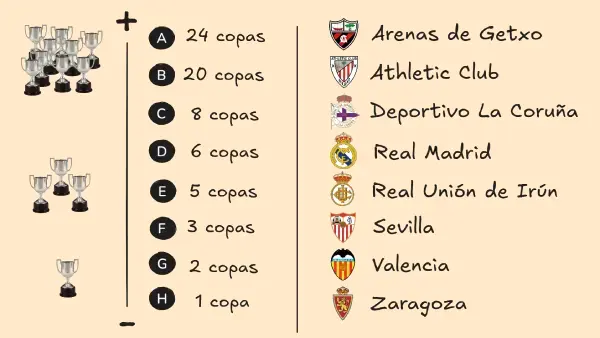 +
A 24 copas
B 20 copas
C 8 copas
D 6 copas
E 5 copas
F 3 copas
G 2 copas
H 1 copa
-
Arenas de Getxo
Athletic Club
Deportivo La Coruña
Real Madrid
Real Unión de Irún
Sevilla
Valencia
Zaragoza